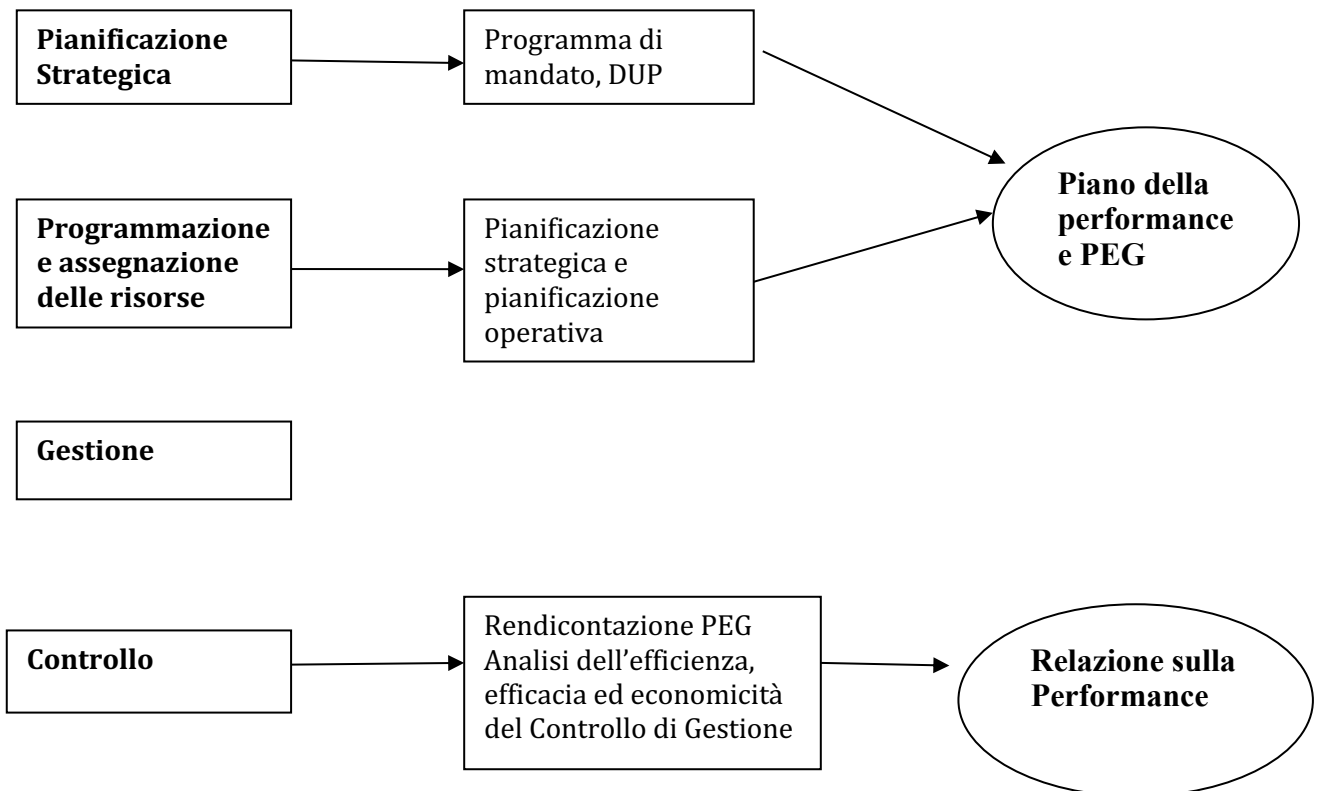 Pianificazione
Strategica
Programma di
mandato, DUP
Piano della
performance
e PEG
Programmazione
e assegnazione
delle risorse
Pianificazione
strategica e
pianificazione
operativa
Gestione
Controllo
Rendicontazione PEG
Analisi dell’efficienza,
efficacia ed economicità
del Controllo di Gestione
Relazione sulla
Performance